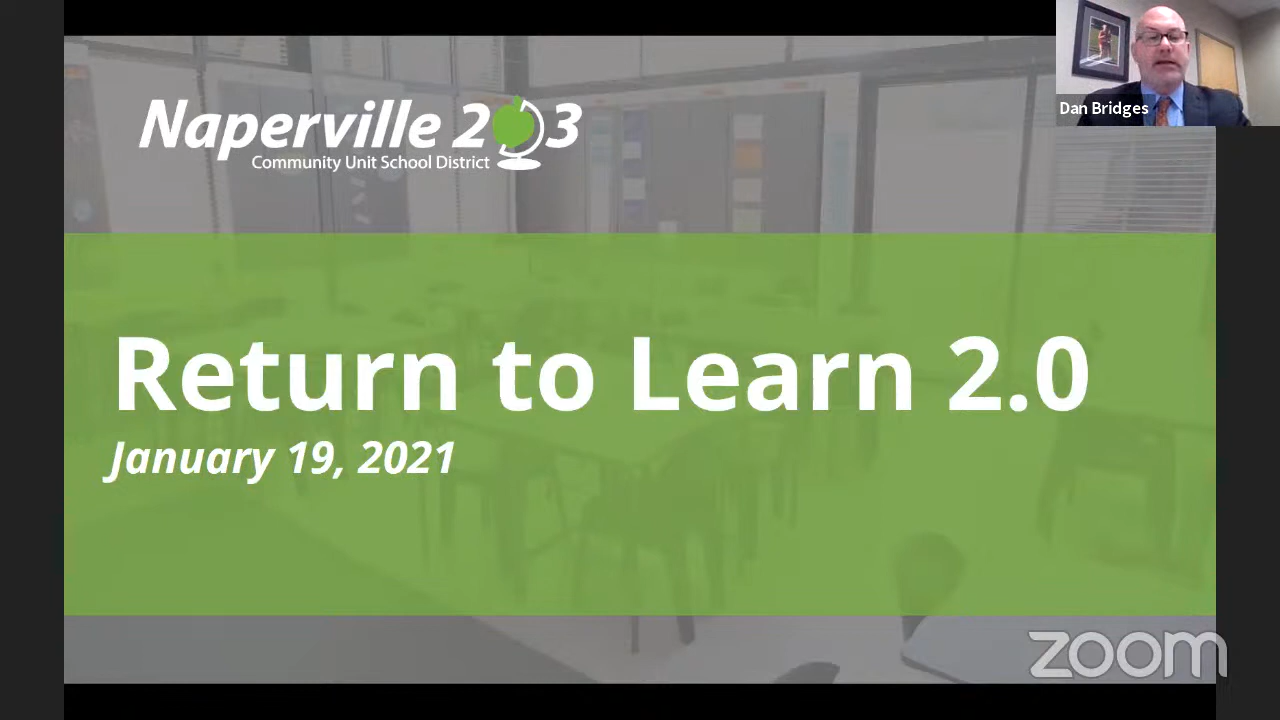 Dan Bridges
Naperville 203
Community Unit School District
Return to Learn 2.0
January 19, 2021
zoom